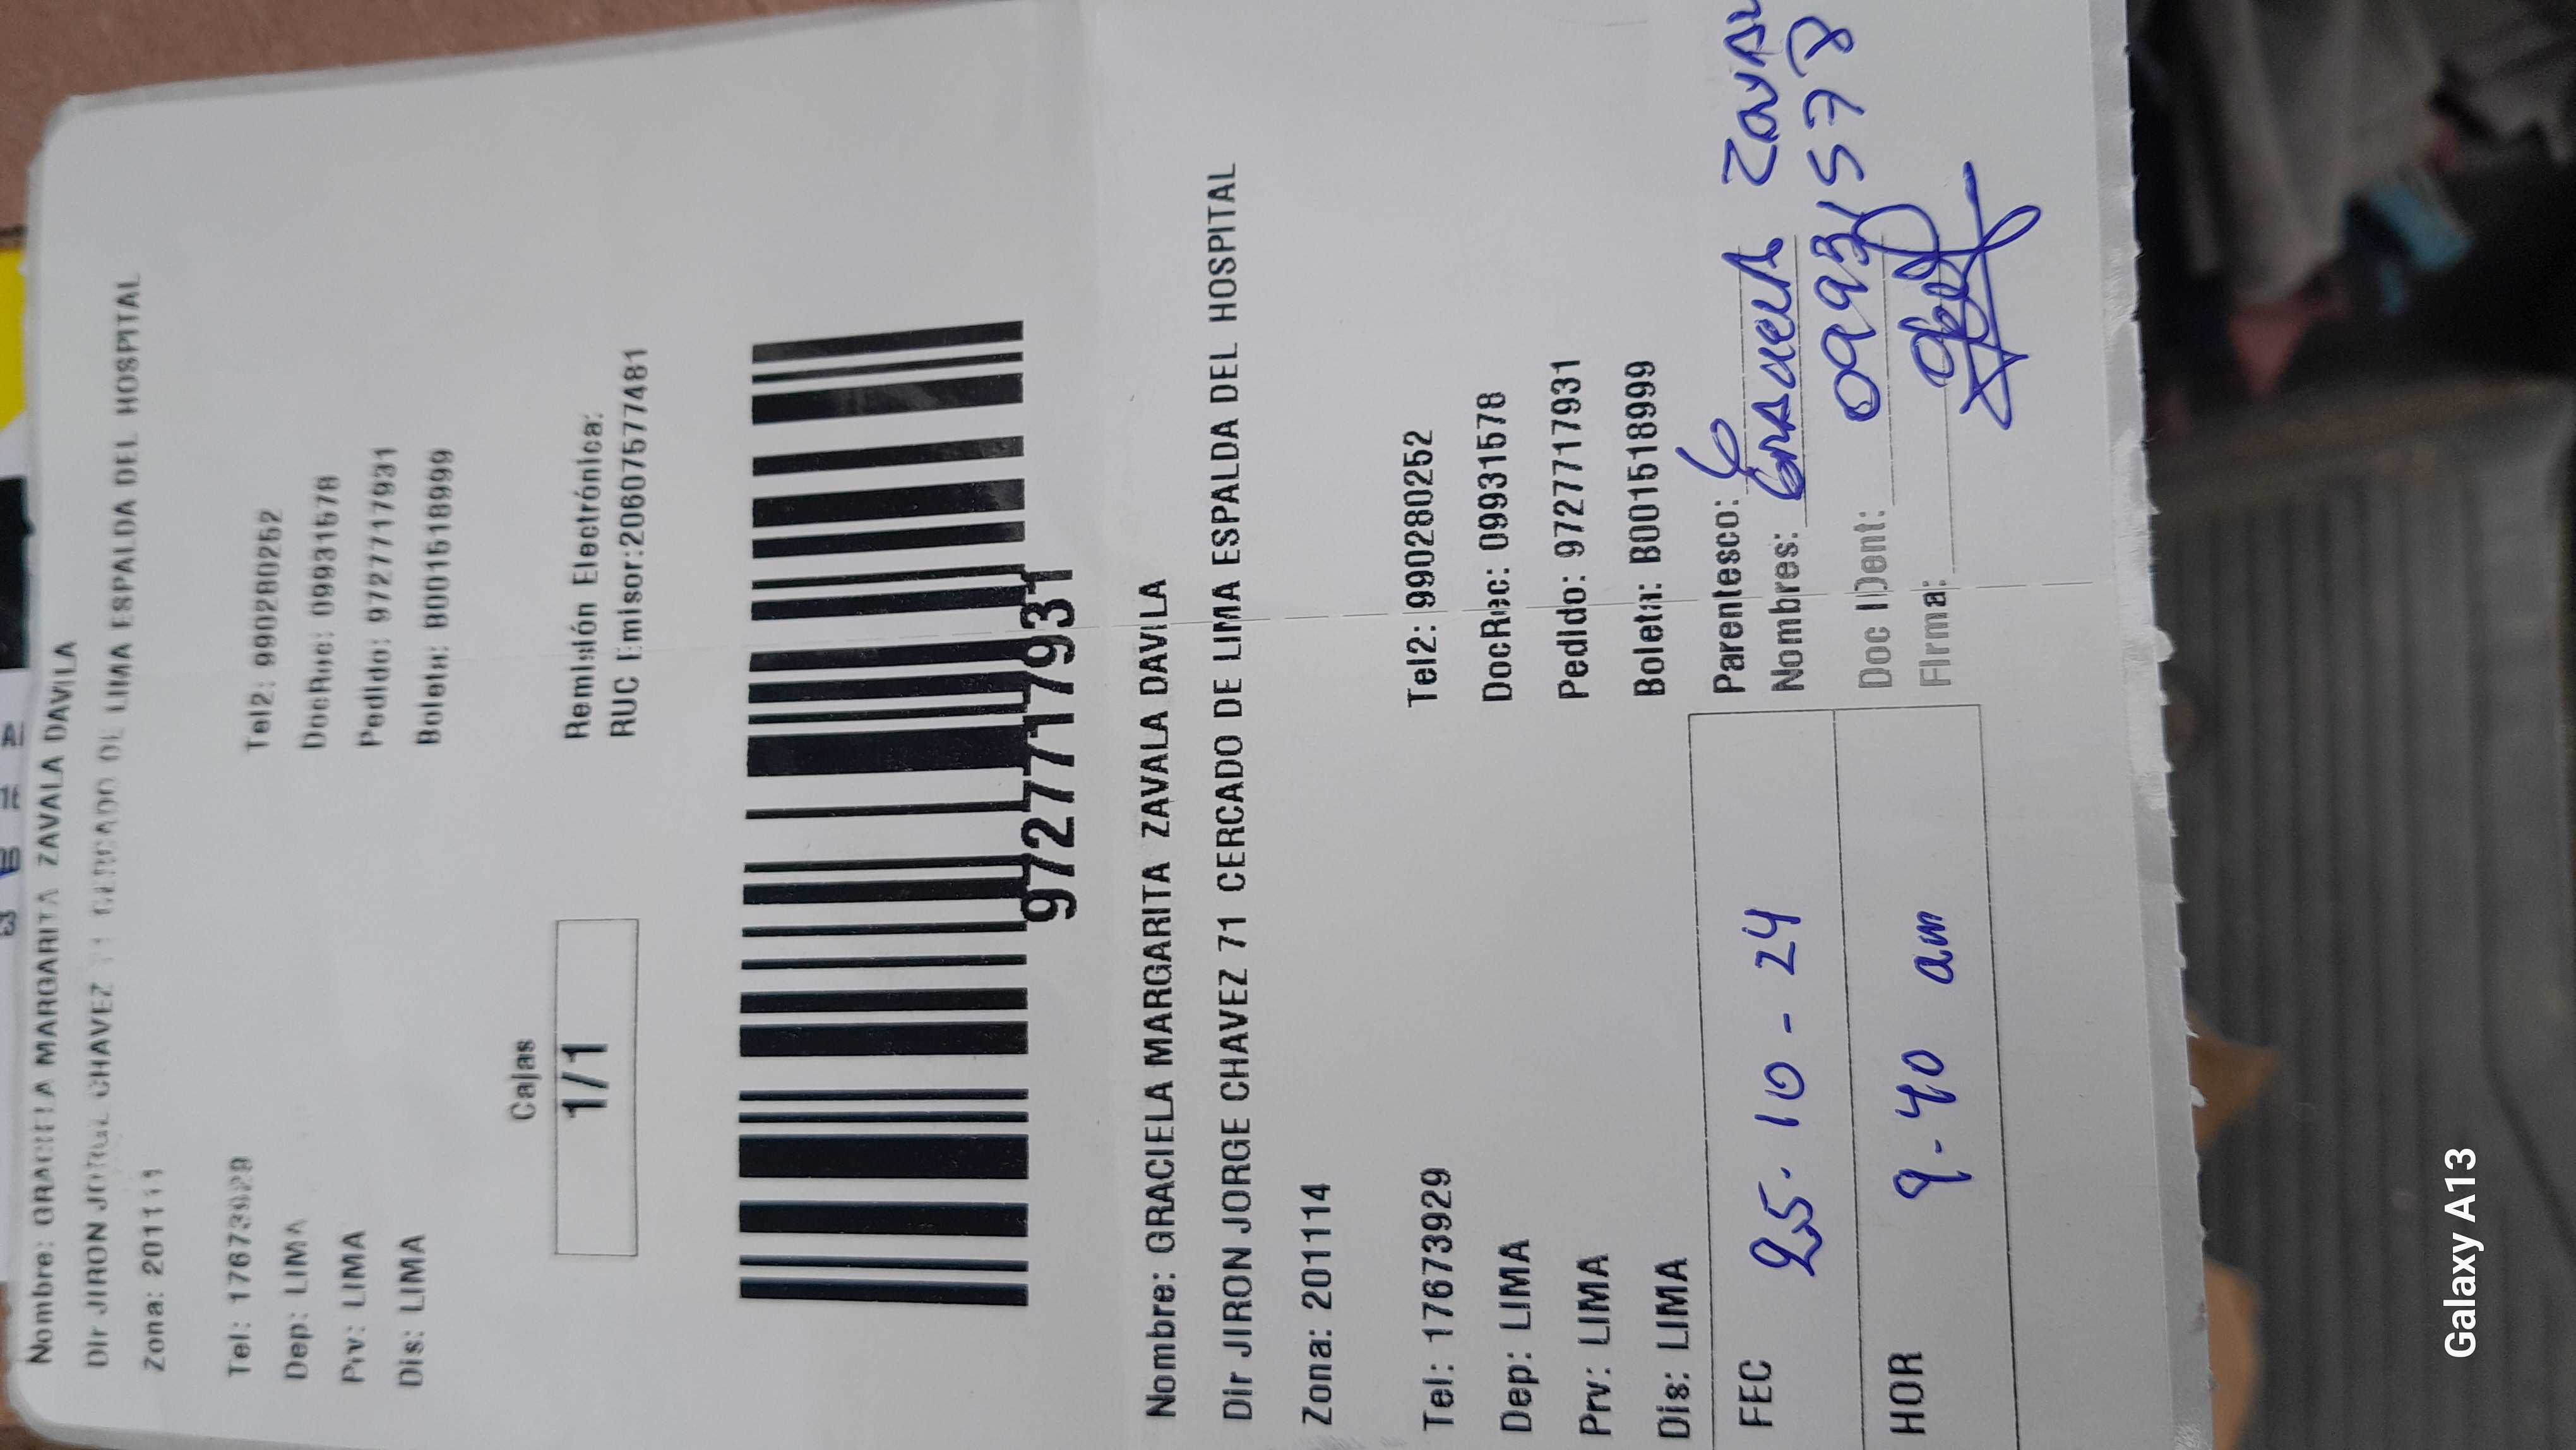 Nombre: GRACIELA MARGARITA ZAVALA DAVILA
Dir JIRON JORGE CHAVEZ 71 CERCADO DE LIMA ESPALDA DEL HOSPITAL
Zona: 201114
Tel: 17673929 Tel2: 990280252
Dep: LIMA DocRec: 09931578
Prv: LIMA Pedido: 9727717931
Dis: LIMA Boleta: B001518999
Cajas
1/1
Remisión Electrónica:
RUC Emisor:20607577481
9727717931
Nombre: GRACIELA MARGARITA ZAVALA DAVILA
Dir JIRON JORGE CHAVEZ 71 CERCADO DE LIMA ESPALDA DEL HOSPITAL
Zona: 201114
Tel: 17673929 Tel2: 990280252
Dep: LIMA DocRec: 09931578
Prv: LIMA Pedido: 9727717931
Dis: LIMA Boleta: B001518999
FEC 25-10-24 Parentesco:
Nombres: GRACIELA
HOR 9-40 am Doc IDent: 09931578
Firma:
Galaxy A13